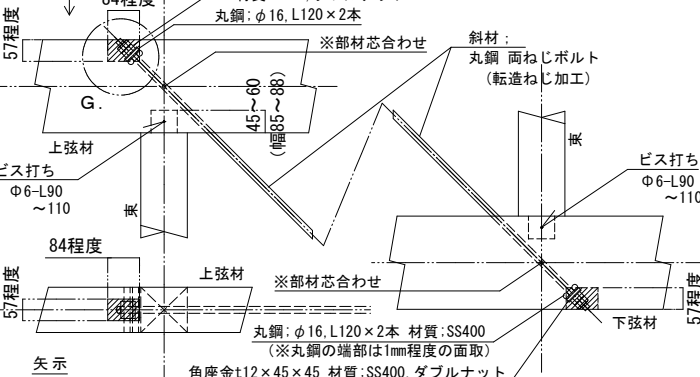 84程度
57程度
丸鋼;φ16,L120×2本
※部材芯合わせ
斜材;
丸鋼 両ねじボルト
(転造ねじ加工)
G.
45～60
(幅85～88)
上弦材
ビス打ち
Φ6-L90
～110
束
束
ビス打ち
Φ6-L90
～110
84程度
上弦材
57程度
※部材芯合わせ
丸鋼;φ16,L120×2本 材質;SS400
(※丸鋼の端部は1mm程度の面取)
下弦材
57程度
矢示
角座金t12×45×45 材質;SS400,ダブルナット